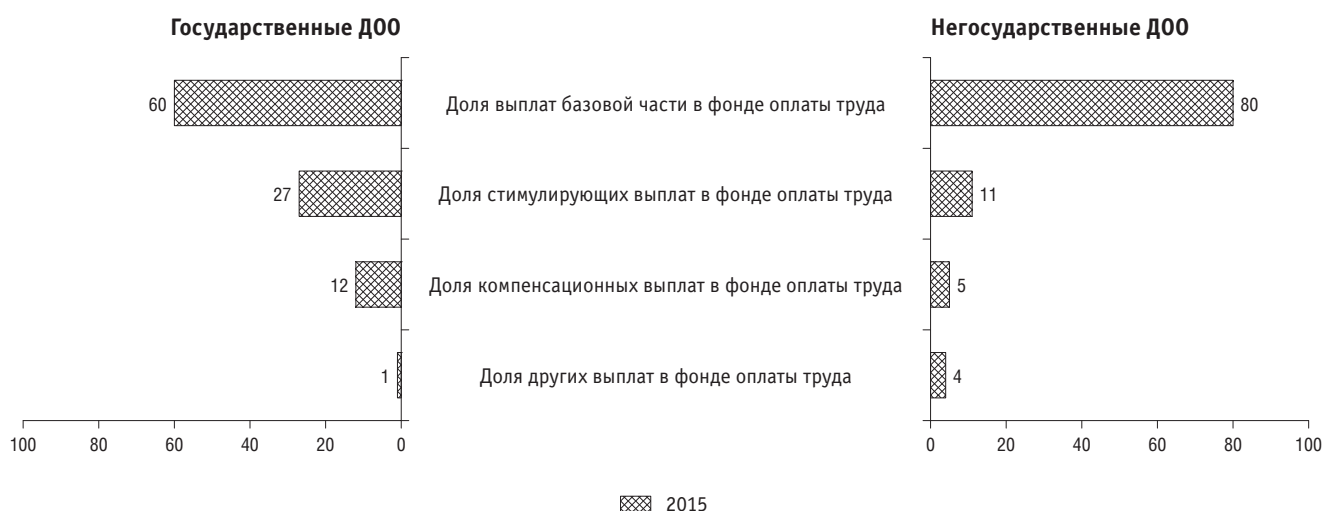 Государственные ДОО
Негосударственные ДОО
60 Доля выплат базовой части в фонде оплаты труда 80
27 Доля стимулирующих выплат в фонде оплаты труда 11
12 Доля компенсационных выплат в фонде оплаты труда 5
1 Доля других выплат в фонде оплаты труда 4
100 80 60 40 20 0
0 20 40 60 80 100
2015